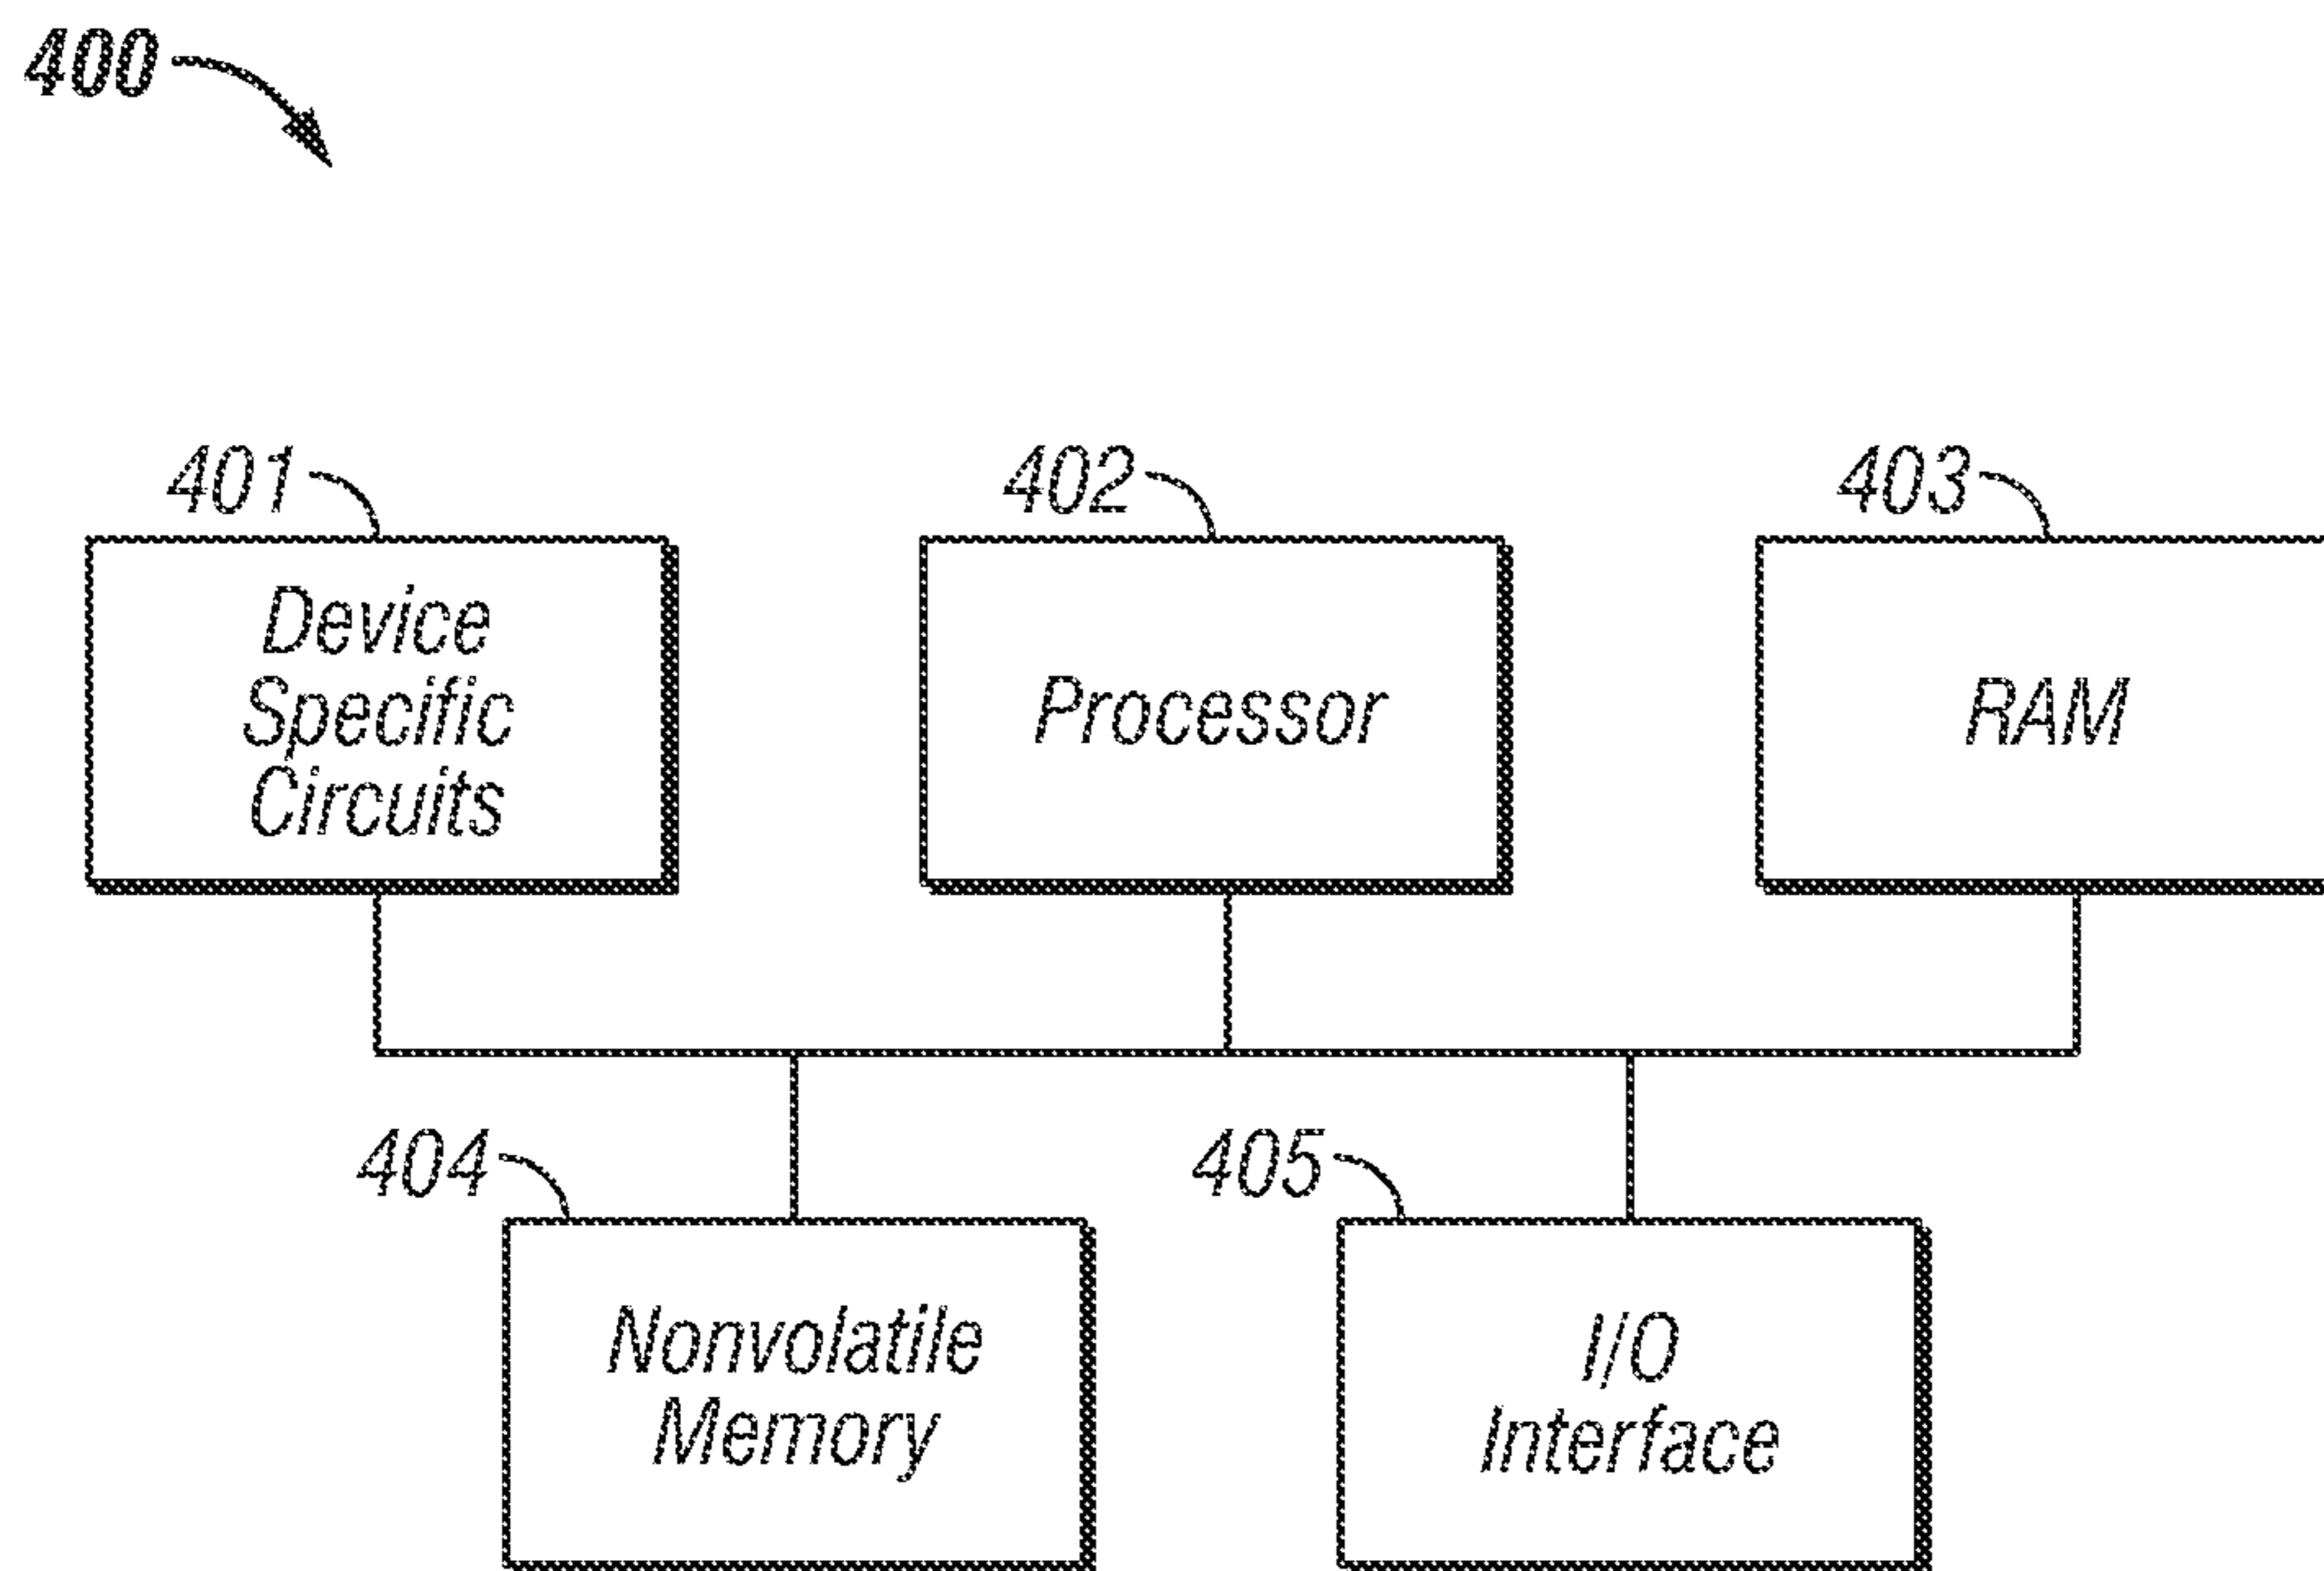 400
401
402
403
Device
Specific
Circuits
Processor
RAM
404
405
Nonvolatile
Memory
I/O
Interface